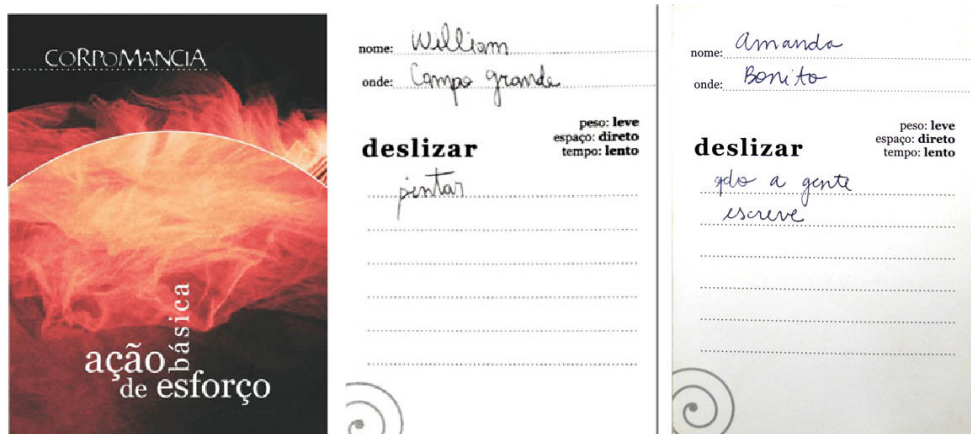 CORPOMANCIA
ação básica
de esforço
nome: William
onde: Campo grande
peso: leve
espaço: direto
tempo: lento
deslizar
pintar
nome: Amanda
onde: Bonito
peso: leve
espaço: direto
tempo: lento
deslizar
qdo a gente
escreve